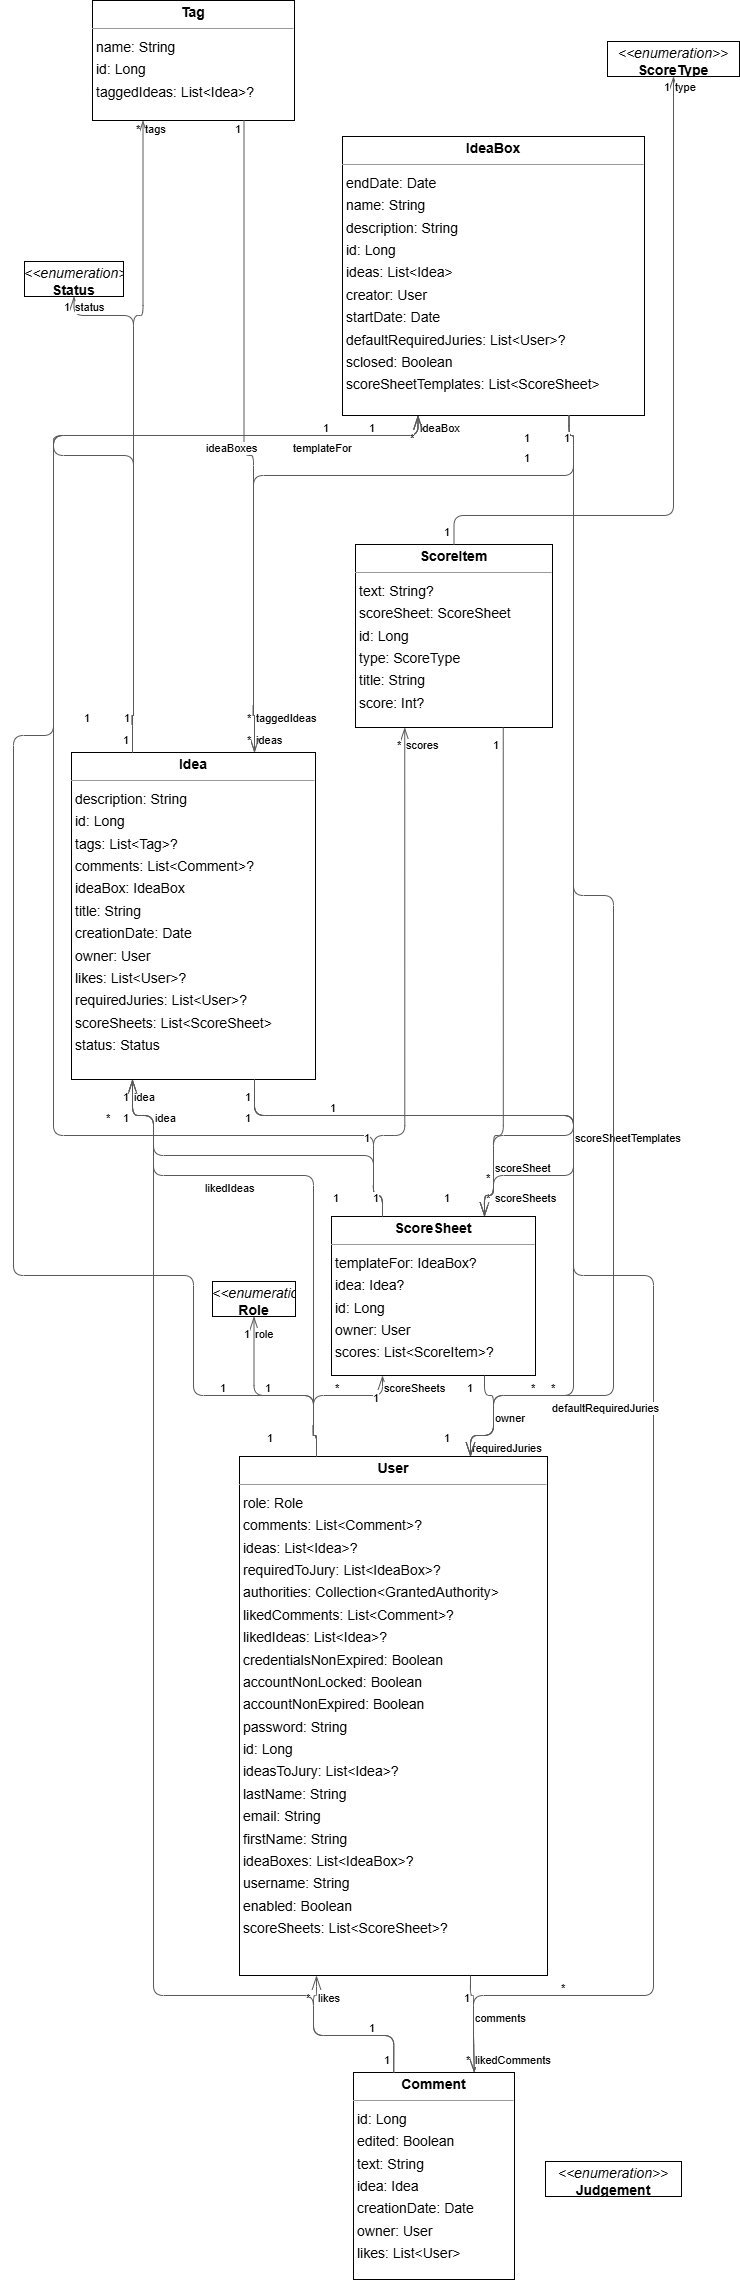 Tag
name: String
id: Long
taggedIdeas: List<Idea>?
<<enumeration>>
ScoreType
1 type
* tags
1
IdeaBox
endDate: Date
name: String
description: String
id: Long
ideas: List<Idea>
creator: User
startDate: Date
defaultRequiredJuries: List<User>?
sclosed: Boolean
scoreSheetTemplates: List<ScoreSheet>
<<enumeration>
Status
1 status
1
1
* ideaBox
ideaBoxes
templateFor
1
1
1
1
ScoreItem
text: String?
scoreSheet: ScoreSheet
id: Long
type: ScoreType
title: String
score: Int?
1
1
* taggedIdeas
1
* ideas
* scores
1
Idea
description: String
id: Long
tags: List<Tag>?
comments: List<Comment>?
ideaBox: IdeaBox
title: String
creationDate: Date
owner: User
likes: List<User>?
requiredJuries: List<User>?
scoreSheets: List<ScoreSheet>
status: Status
1 idea
1
1
* 1 idea
1
1
scoreSheetTemplates
scoreSheet
*
likedIdeas
1
1
1
* scoreSheets
ScoreSheet
templateFor: IdeaBox?
idea: Idea?
id: Long
owner: User
scores: List<ScoreItem>?
<<enumeratic
Role
1 role
1
1
*
scoreSheets
1
1
*
*
defaultRequiredJuries
owner
1
1
requiredJuries
User
role: Role
comments: List<Comment>?
ideas: List<Idea>?
requiredToJury: List<IdeaBox>?
authorities: Collection<GrantedAuthority>
likedComments: List<Comment>?
likedIdeas: List<Idea>?
credentialsNonExpired: Boolean
accountNonLocked: Boolean
accountNonExpired: Boolean
password: String
id: Long
ideasToJury: List<Idea>?
lastName: String
email: String
firstName: String
ideaBoxes: List<IdeaBox>?
username: String
enabled: Boolean
scoreSheets: List<ScoreSheet>?
*
* likes
1
comments
1
1
* likedComments
Comment
id: Long
edited: Boolean
text: String
idea: Idea
creationDate: Date
owner: User
likes: List<User>
<<enumeration>>
Judgement